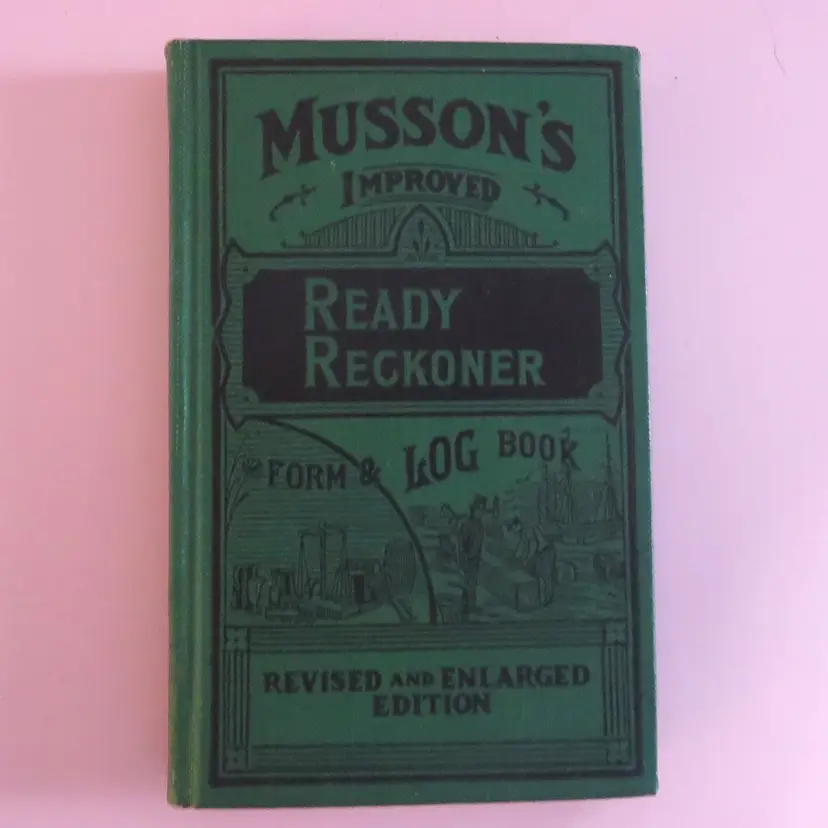 MUSSON'S
IMPROVED
READY
RECKONER
FORM & LOG BOOK
REVISED AND ENLARGED
EDITION